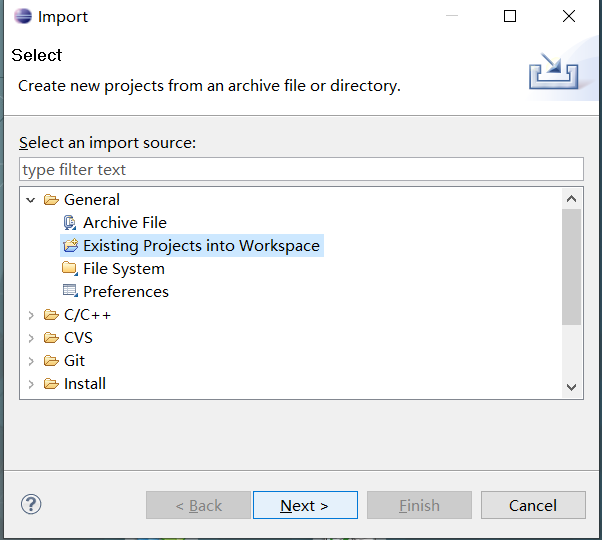 Import
Select
Create new projects from an archive file or directory.
Select an import source:
type filter text
General
Archive File
Existing Projects into Workspace
File System
Preferences
C/C++
CVS
Git
Install
?
< Back
Next >
Finish
Cancel